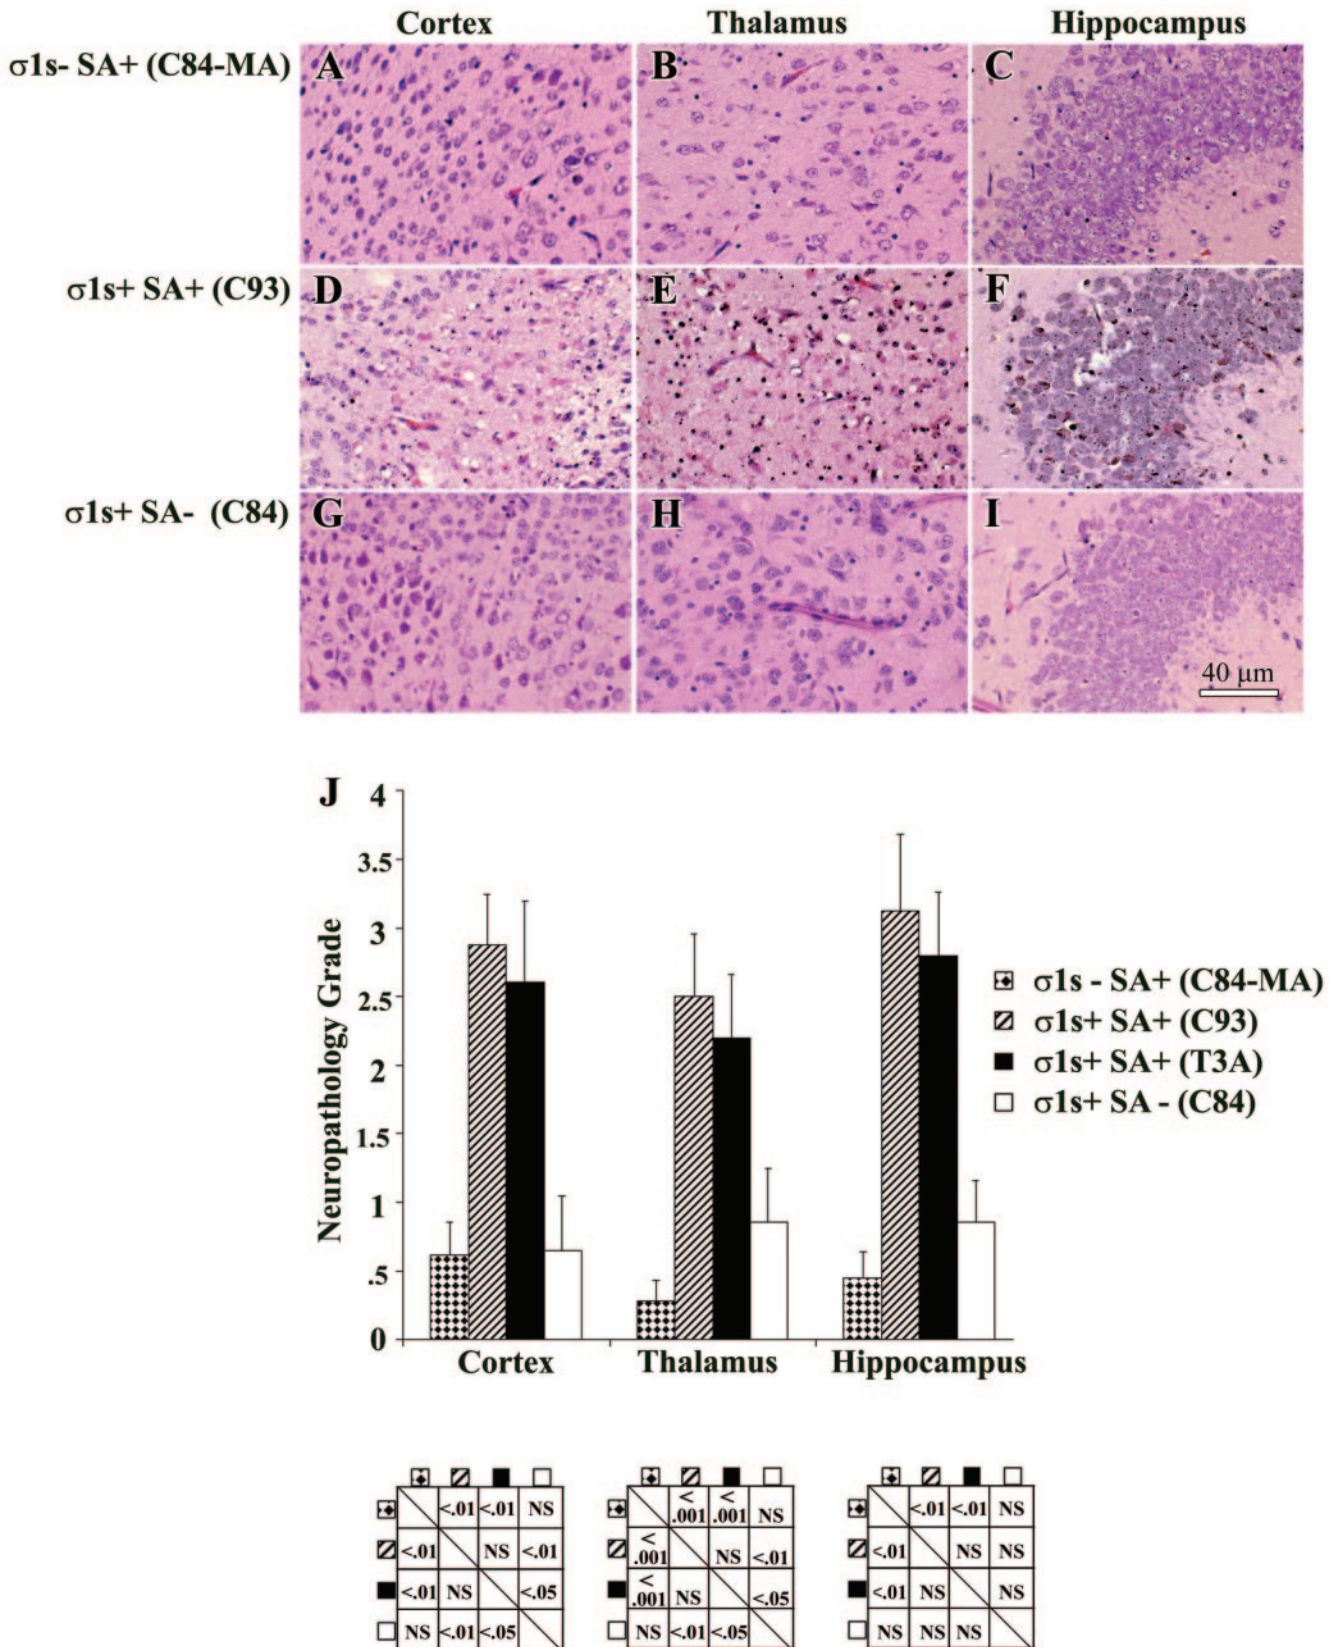 Cortex Thalamus Hippocampus
σ1s- SA+ (C84-MA) A B C
σ1s+ SA+ (C93) D E F
σ1s+ SA- (C84) G H I
40 µm
J
Neuropathology Grade
4
3.5
3
2.5
2
1.5
1
.5
0
Cortex Thalamus Hippocampus
σ1s - SA+ (C84-MA)
σ1s+ SA+ (C93)
σ1s+ SA+ (T3A)
σ1s+ SA - (C84)
<.01 <.01 NS
<.01 NS <.01
<.01 NS <.05
NS <.01 <.05
< .001 < .001 NS
< .001 NS <.01
< .001 NS <.05
NS <.01 <.05
<.01 <.01 NS
<.01 NS NS
<.01 NS NS
NS NS NS